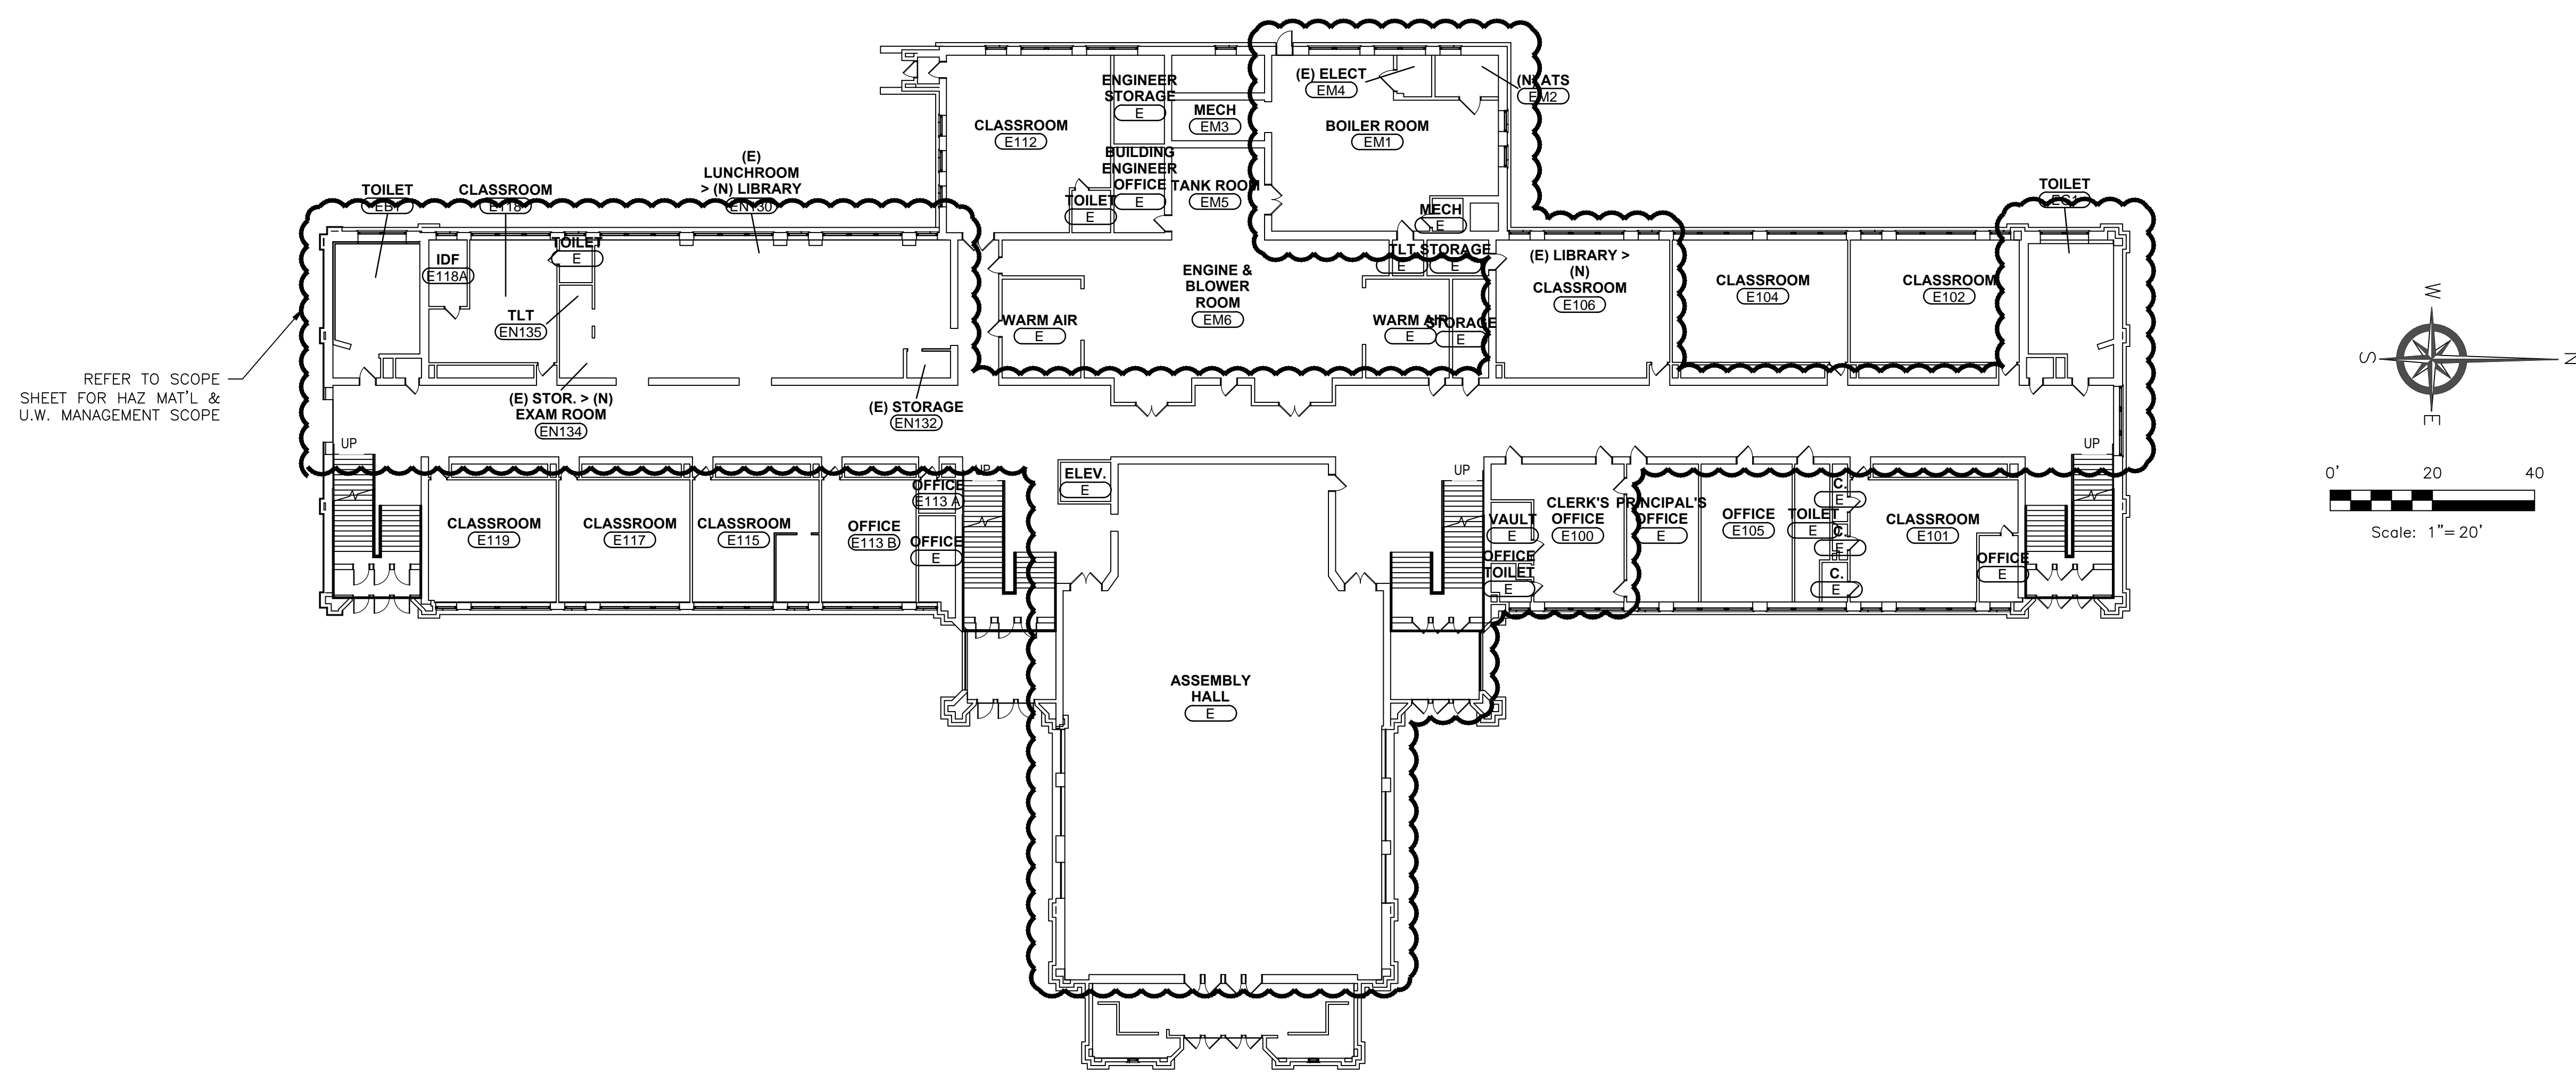 ENGINEER
STORAGE
E
MECH
EM3
(E) ELECT
EM4
(N) ATS
EM2
CLASSROOM
E112
BOILER ROOM
EM1
BUILDING
ENGINEER
OFFICE
E
TOILET
E
TANK ROOM
EM5
MECH
E
(E)
LUNCHROOM
> (N) LIBRARY
EN130
TOILET
EB1
CLASSROOM
E118
TOILET
E
IDF
E118A
TLT
EN135
TLT
E
STORAGE
E
TOILET
EG1
ENGINE &
BLOWER
ROOM
EM6
WARM AIR
E
WARM AIR
E
STORAGE
E
(E) LIBRARY >
(N)
CLASSROOM
E106
CLASSROOM
E104
CLASSROOM
E102
REFER TO SCOPE
SHEET FOR HAZ MAT'L &
U.W. MANAGEMENT SCOPE
(E) STOR. > (N)
EXAM ROOM
EN134
(E) STORAGE
EN132
UP
UP
UP
UP
ELEV.
E
CLASSROOM
E119
CLASSROOM
E117
CLASSROOM
E115
OFFICE
E113 B
OFFICE
E113 A
OFFICE
E
VAULT
E
OFFICE
TOILET
E
CLERK'S
OFFICE
E100
PRINCIPAL'S
OFFICE
E
OFFICE
E105
TOILET
E
C.
E
C.
E
C.
E
CLASSROOM
E101
OFFICE
E
ASSEMBLY
HALL
E
W
S
N
E
0' 20 40
Scale: 1"=20'